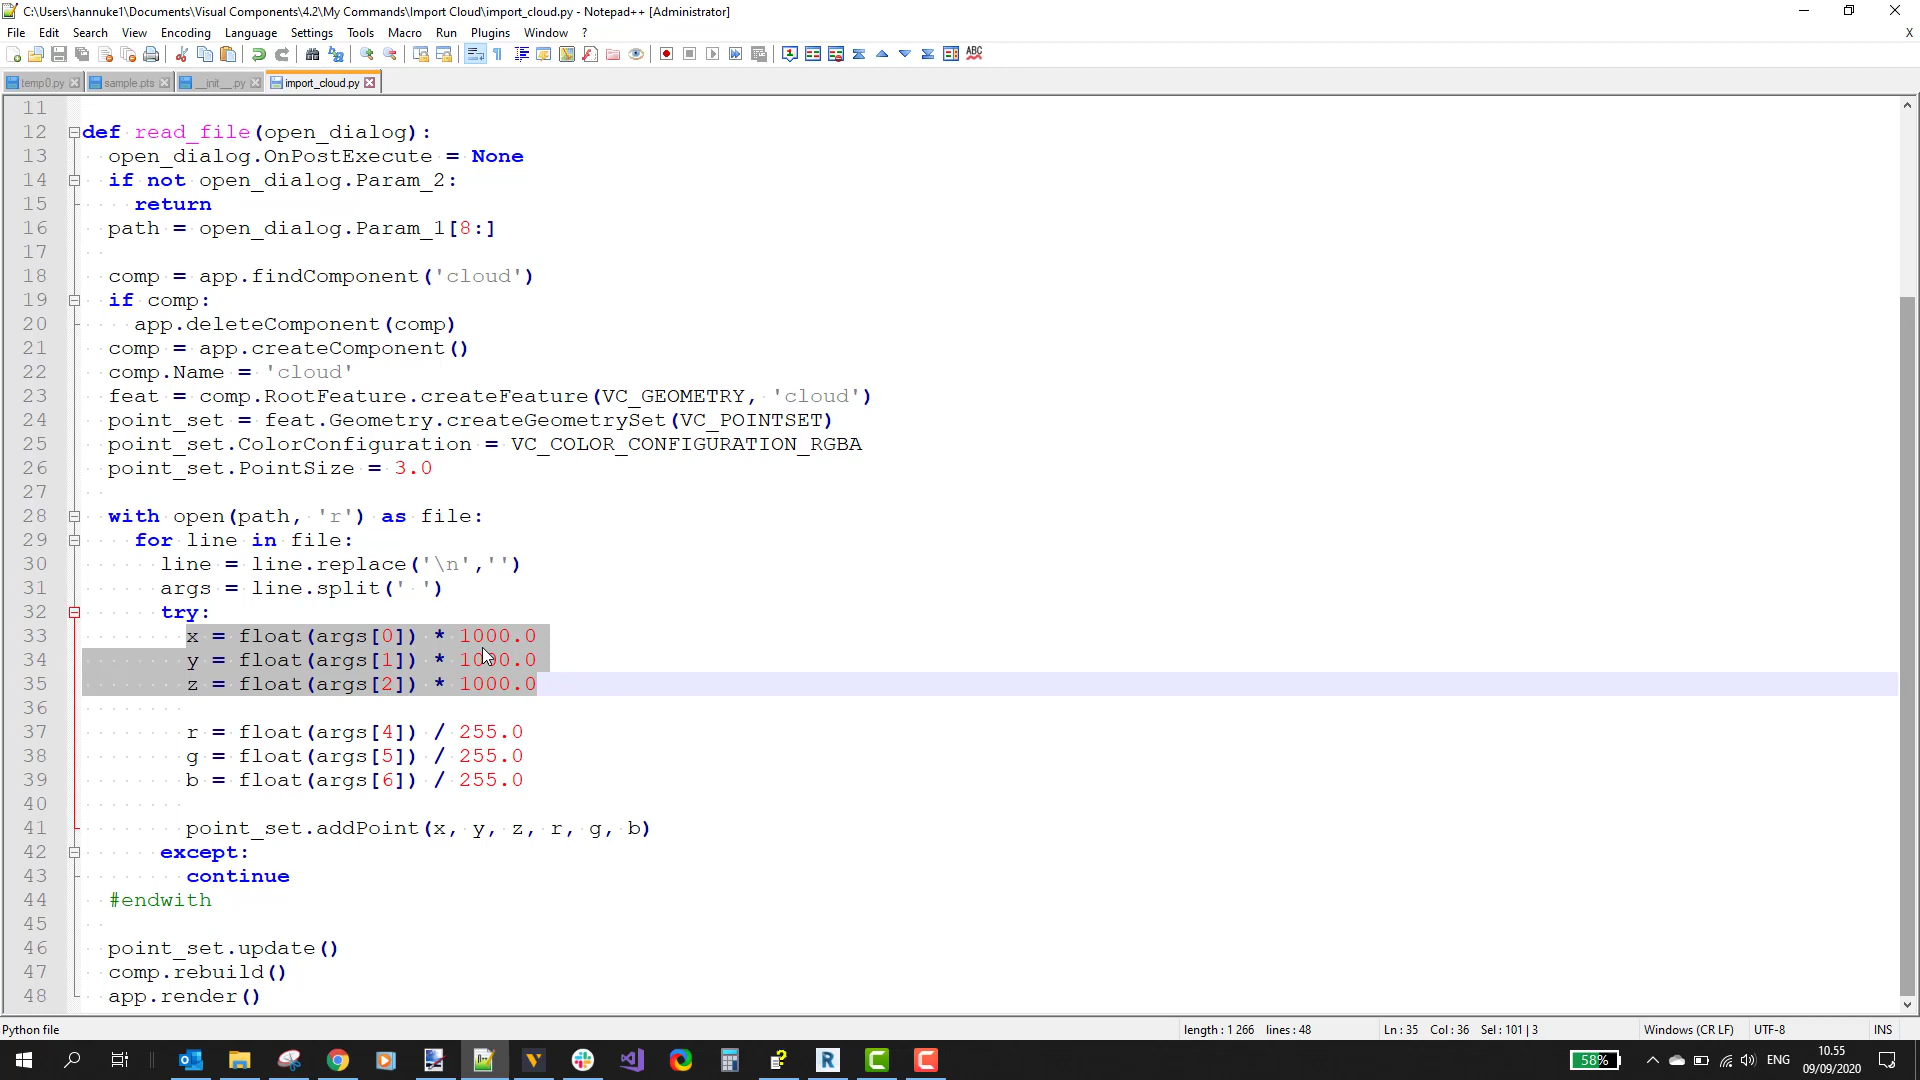 C:\Users\hannuke1\Documents\Visual Components\4.2\My Commands\Import Cloud\import_cloud.py - Notepad++ [Administrator]
File Edit Search View Encoding Language Settings Tools Macro Run Plugins Window ? X
temp0.py sample.pts __init__.py import_cloud.py
11
12 def read_file(open_dialog):
13 open_dialog.OnPostExecute = None
14 if not open_dialog.Param_2:
15 return
16 path = open_dialog.Param_1[8:]
17
18 comp = app.findComponent('cloud')
19 if comp:
20 app.deleteComponent(comp)
21 comp = app.createComponent()
22 comp.Name = 'cloud'
23 feat = comp.RootFeature.createFeature(VC_GEOMETRY, 'cloud')
24 point_set = feat.Geometry.createGeometrySet(VC_POINTSET)
25 point_set.ColorConfiguration = VC_COLOR_CONFIGURATION_RGBA
26 point_set.PointSize = 3.0
27
28 with open(path, 'r') as file:
29 for line in file:
30 line = line.replace('\n','')
31 args = line.split(' ')
32 try:
33 x = float(args[0]) * 1000.0
34 y = float(args[1]) * 1000.0
35 z = float(args[2]) * 1000.0
36
37 r = float(args[4]) / 255.0
38 g = float(args[5]) / 255.0
39 b = float(args[6]) / 255.0
40
41 point_set.addPoint(x, y, z, r, g, b)
42 except:
43 continue
44 #endwith
45
46 point_set.update()
47 comp.rebuild()
48 app.render()
Python file length : 1 266 lines : 48 Ln : 35 Col : 36 Sel : 101 | 3 Windows (CR LF) UTF-8 INS
58% ENG 10.55
09/09/2020